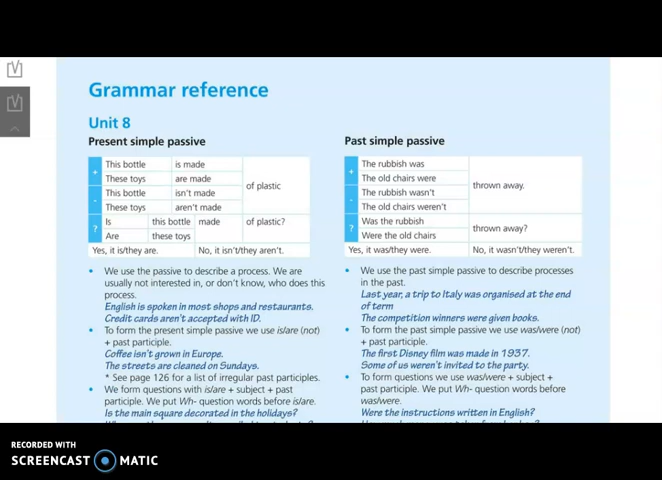 Grammar reference
Unit 8
Present simple passive
+
This bottle is made
These toys are made
-
This bottle isn't made
These toys aren't made
of plastic
?
Is this bottle made of plastic?
Are these toys
Yes, it is/they are. No, it isn't/they aren't.
• We use the passive to describe a process. We are
usually not interested in, or don't know, who does this
process.
English is spoken in most shops and restaurants.
Credit cards aren't accepted with ID.
• To form the present simple passive we use is/are (not)
+ past participle.
Coffee isn't grown in Europe.
The streets are cleaned on Sundays.
* See page 126 for a list of irregular past participles.
• We form questions with is/are + subject + past
participle. We put Wh- question words before is/are.
Is the main square decorated in the holidays?
Past simple passive
+
The rubbish was
The old chairs were
-
The rubbish wasn't
The old chairs weren't
thrown away.
?
Was the rubbish
Were the old chairs
thrown away?
Yes, it was/they were. No, it wasn't/they weren't.
• We use the past simple passive to describe processes
in the past.
Last year, a trip to Italy was organised at the end
of term
The competition winners were given books.
• To form the past simple passive we use was/were (not)
+ past participle.
The first Disney film was made in 1937.
Some of us weren't invited to the party.
• To form questions we use was/were + subject +
past participle. We put Wh- question words before
was/were.
Were the instructions written in English?
RECORDED WITH
SCREENCAST MATIC